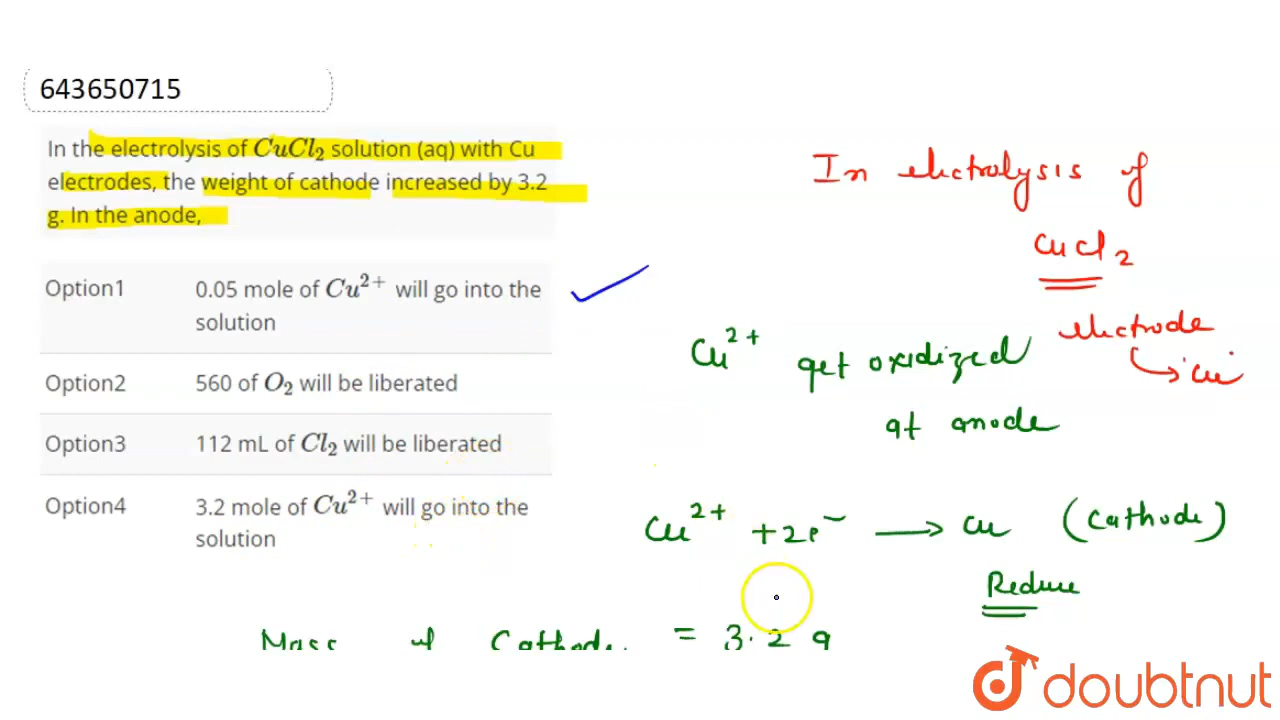 643650715
In the electrolysis of CuCl₂ solution (aq) with Cu
electrodes, the weight of cathode increased by 3.2
g. In the anode,
Option1 0.05 mole of Cu²⁺ will go into the
solution
Option2 560 of O₂ will be liberated
Option3 112 mL of Cl₂ will be liberated
Option4 3.2 mole of Cu²⁺ will go into the
solution
In electrolysis of
CuCl₂
electrode
Cu
Cu²⁺ get oxidized
at anode
Cu²⁺ + 2e⁻ → Cu (Cathode)
Reduce
Mass of Cathode = 3.2 g
doubtnut